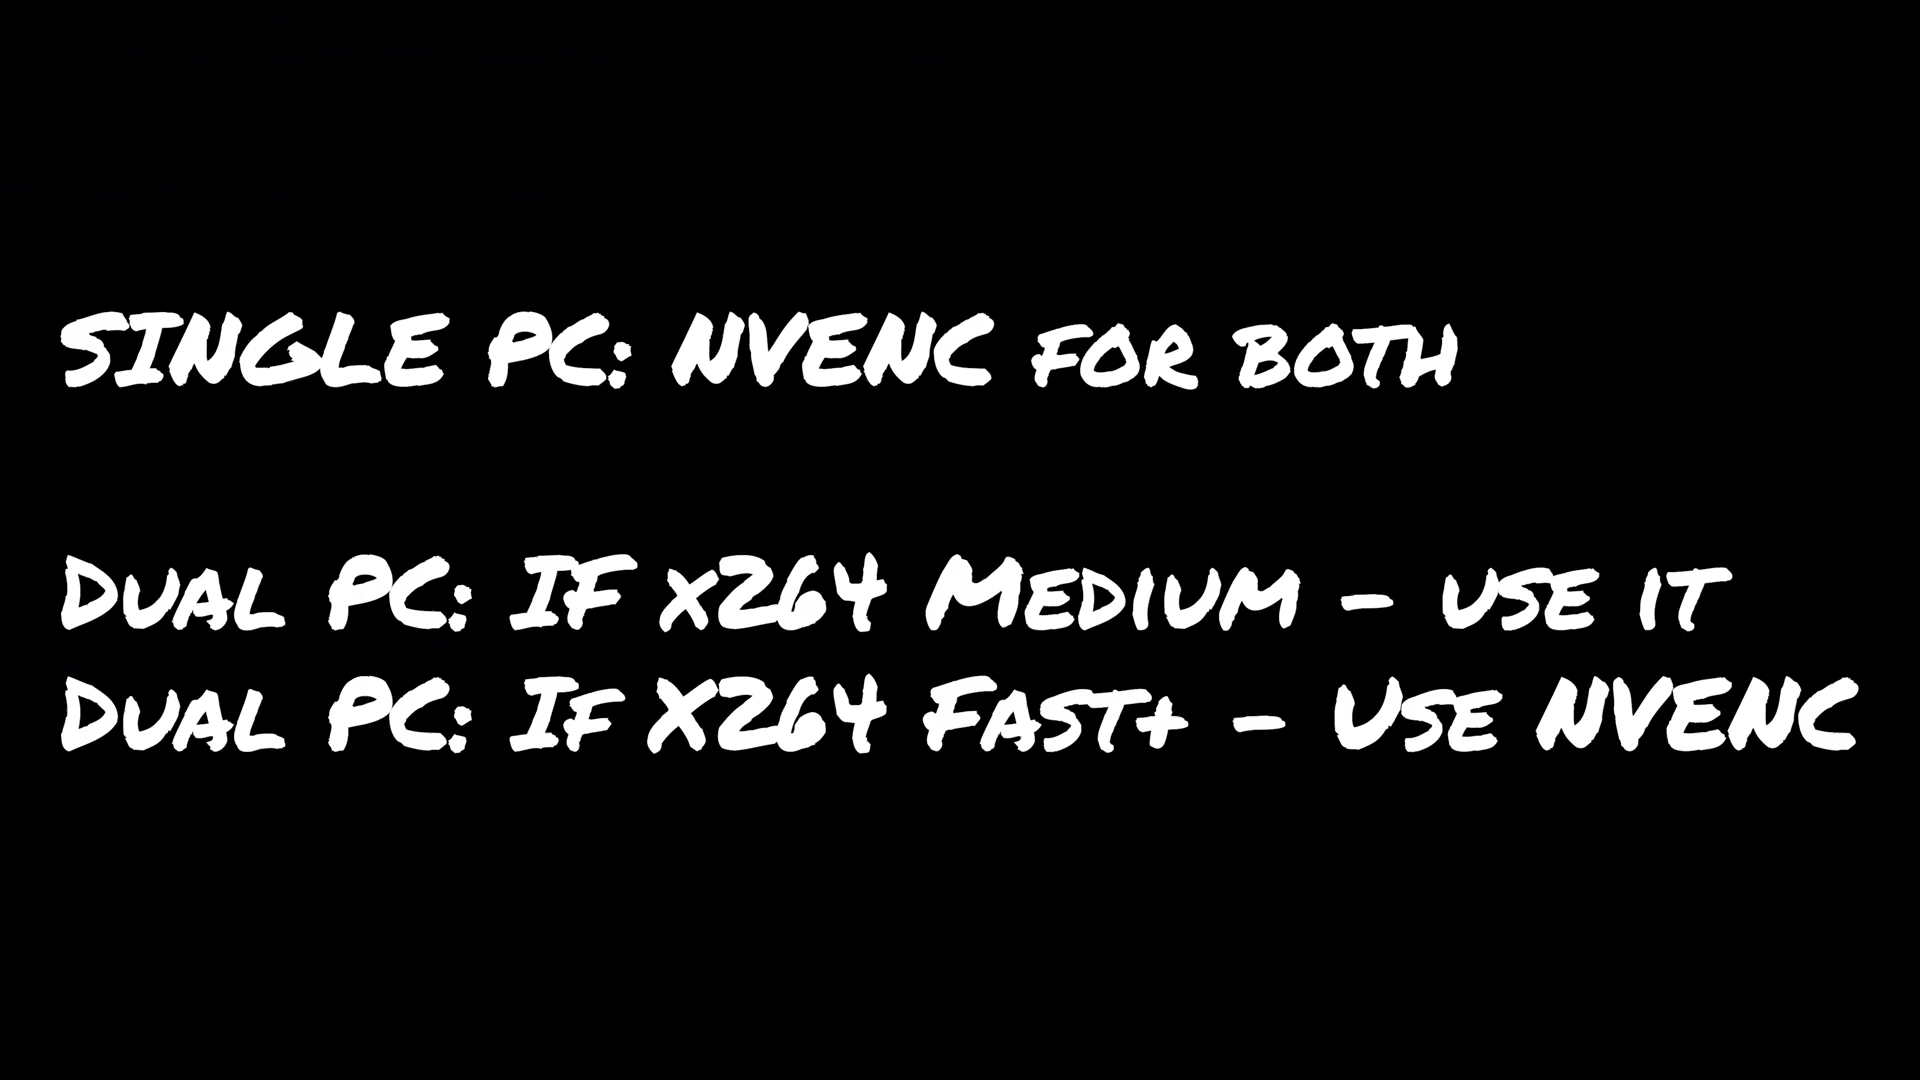 SINGLE PC: NVENC for both
Dual PC: IF x264 Medium - use it
Dual PC: If X264 Fast+ - Use NVENC